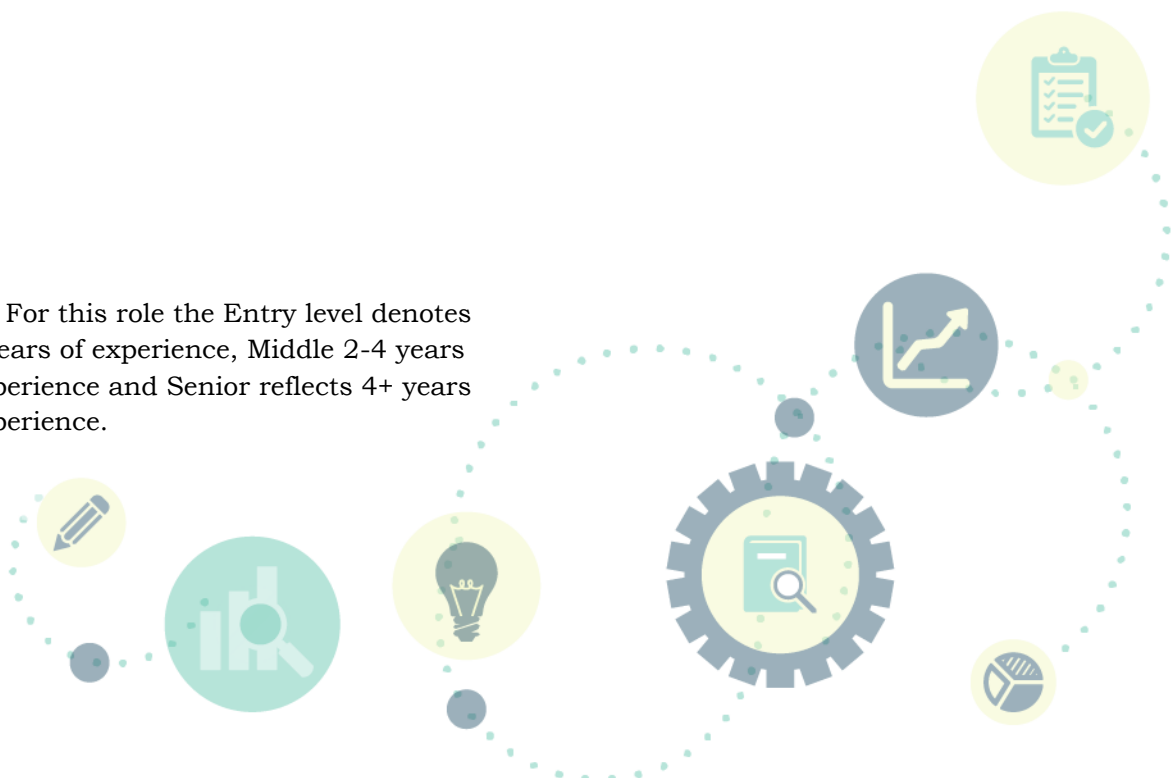 For this role the Entry level denotes
ears of experience, Middle 2-4 years
perience and Senior reflects 4+ years
perience.